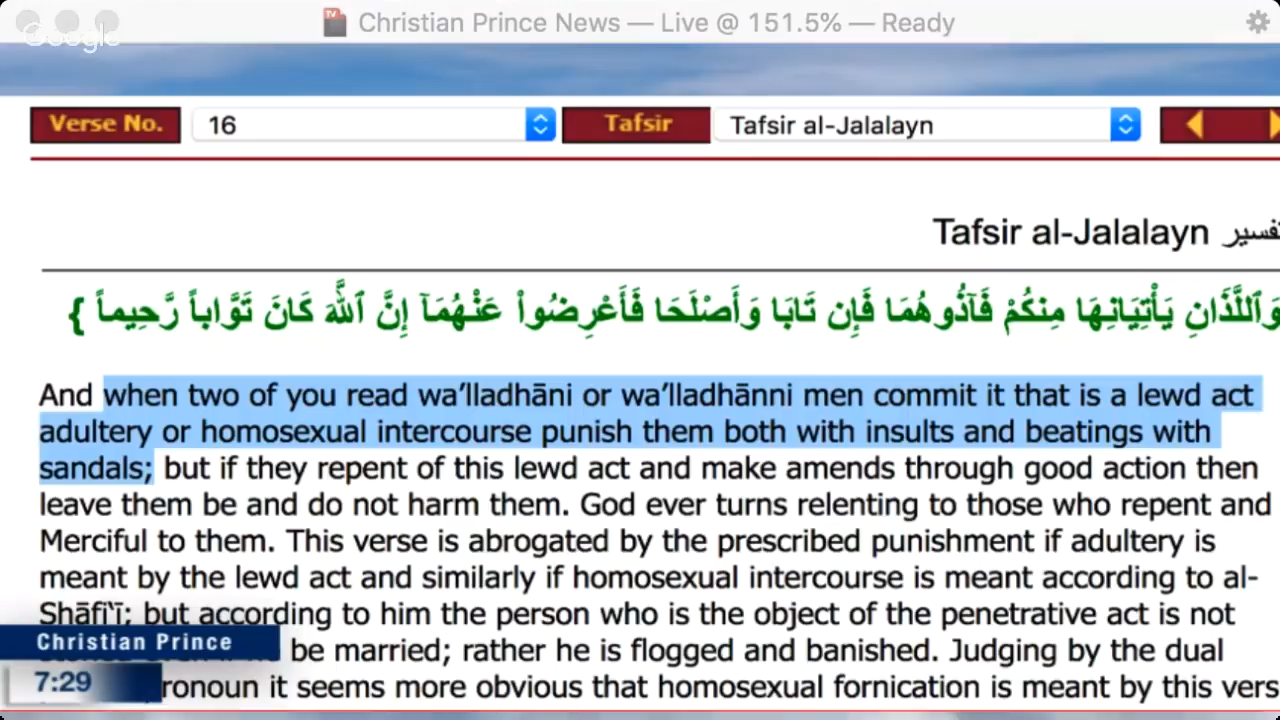 Google
Christian Prince News — Live @ 151.5% — Ready
Verse No. 16 Tafsir Tafsir al-Jalalayn
Tafsir al-Jalalayn تفسير
وَٱللَّذَانِ يَأْتِيَانِهَا مِنكُمْ فَآذُوهُمَا فَإِن تَابَا وَأَصْلَحَا فَأَعْرِضُواْ عَنْهُمَآ إِنَّ ٱللَّهَ كَانَ تَوَّاباً رَّحِيماً }
And when two of you read wa’lladhāni or wa’lladhānni men commit it that is a lewd act
adultery or homosexual intercourse punish them both with insults and beatings with
sandals; but if they repent of this lewd act and make amends through good action then
leave them be and do not harm them. God ever turns relenting to those who repent and
Merciful to them. This verse is abrogated by the prescribed punishment if adultery is
meant by the lewd act and similarly if homosexual intercourse is meant according to al-
Shāfi‘ī; but according to him the person who is the object of the penetrative act is not
be married; rather he is flogged and banished. Judging by the dual
ronoun it seems more obvious that homosexual fornication is meant by this vers
Christian Prince
7:29